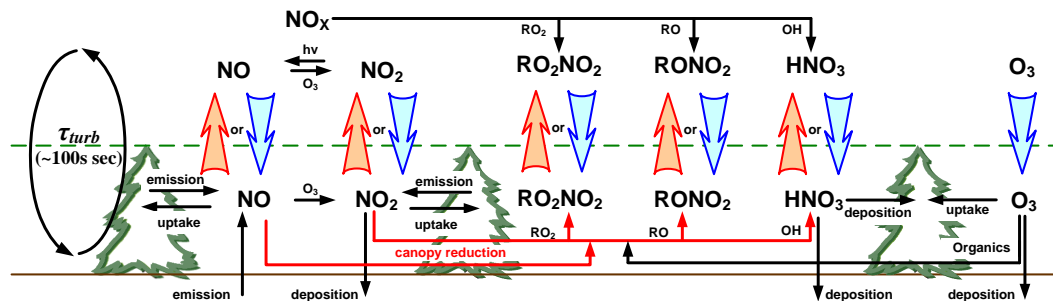 NOX
RO2 RO OH
hv
NO NO2 RO2NO2 RONO2 HNO3 O3
O3
or or or or or
τturb
(~100s sec)
emission emission
O3
NO NO2 RO2NO2 RONO2 HNO3 deposition uptake O3
uptake uptake
RO2 RO OH
canopy reduction Organics
emission deposition deposition deposition